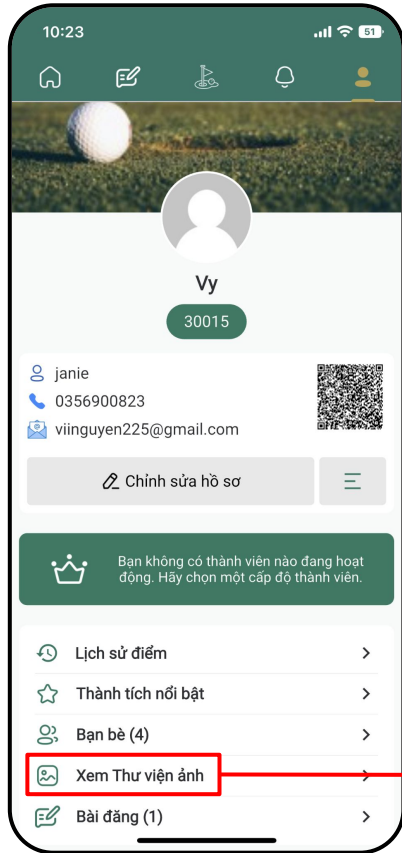 10:23
51
Vy
30015
janie
0356900823
viinguyen225@gmail.com
Chỉnh sửa hồ sơ
Bạn không có thành viên nào đang hoạt
động. Hãy chọn một cấp độ thành viên.
Lịch sử điểm
Thành tích nổi bật
Bạn bè (4)
Xem Thư viện ảnh
Bài đăng (1)